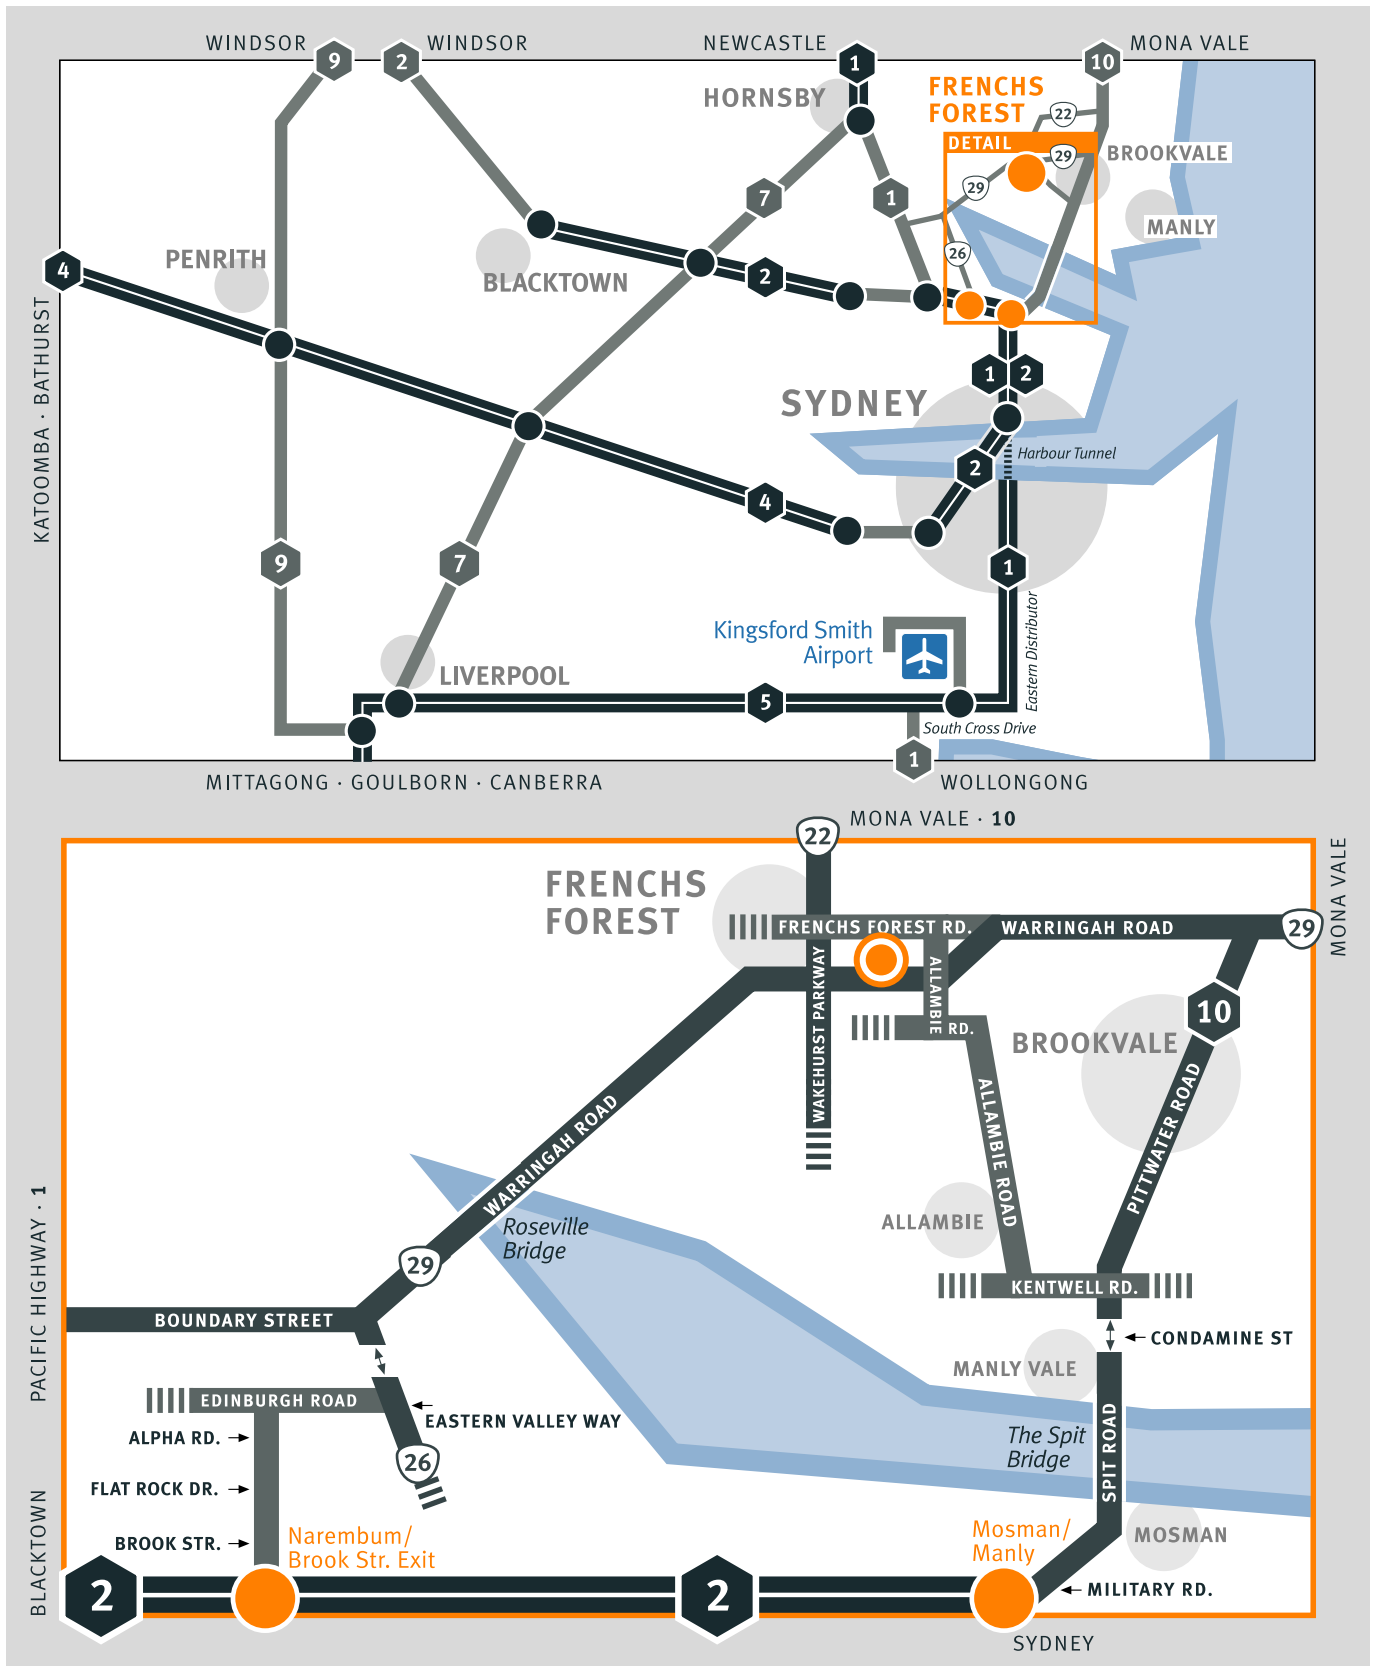 WINDSOR
9
2
WINDSOR
NEWCASTLE
1
10
MONA VALE
HORNSBY
FRENCHS
FOREST
22
DETAIL
29
BROOKVALE
29
7
1
MANLY
26
PENRITH
4
BLACKTOWN
2
KATOOMBA · BATHURST
1
2
SYDNEY
Harbour Tunnel
2
4
9
7
1
Eastern Distributor
Kingsford Smith
Airport
LIVERPOOL
5
South Cross Drive
1
MITTAGONG · GOULBORN · CANBERRA
WOLLONGONG
MONA VALE · 10
22
MONA VALE
FRENCHS
FOREST
FRENCHS FOREST RD.
WARRINGAH ROAD
29
WAKEHURST PARKWAY
ALLAMBIE
RD.
10
BROOKVALE
WARRINGAH ROAD
ALLAMBIE ROAD
PITTWATER ROAD
Roseville
Bridge
ALLAMBIE
29
KENTWELL RD.
PACIFIC HIGHWAY · 1
BOUNDARY STREET
CONDAMINE ST
MANLY VALE
EDINBURGH ROAD
EASTERN VALLEY WAY
ALPHA RD.
The Spit
Bridge
SPIT ROAD
26
FLAT ROCK DR.
BLACKTOWN
BROOK STR.
Narembum/
Brook Str. Exit
Mosman/
Manly
MOSMAN
2
2
MILITARY RD.
SYDNEY